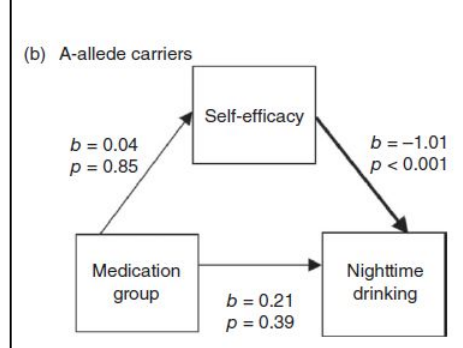 (b) A-allede carriers
Self-efficacy
b = 0.04
p = 0.85
b = –1.01
p < 0.001
Medication
group
b = 0.21
p = 0.39
Nighttime
drinking